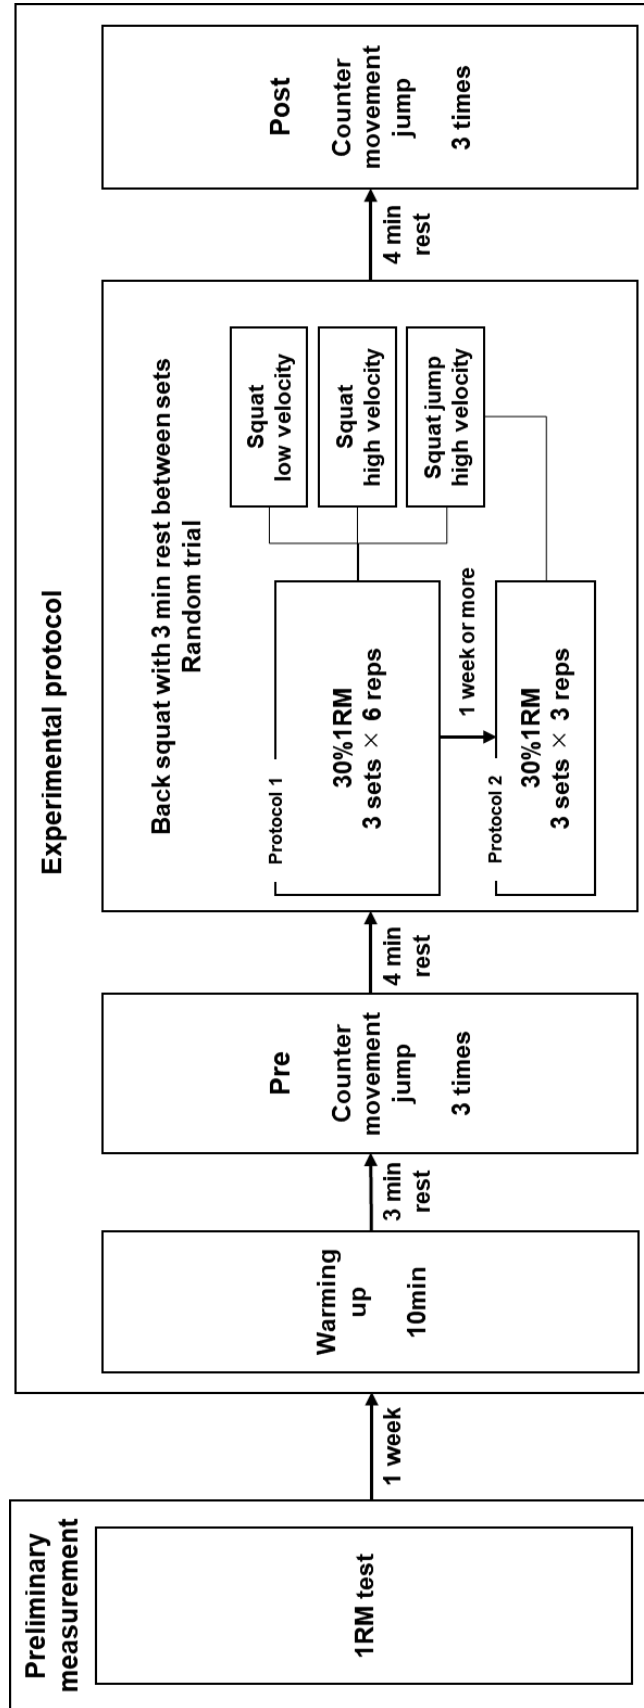 Preliminary
measurement
1RM test
1 week
Experimental protocol
Warming
up
10min
3 min
rest
Pre
Counter
movement
jump
3 times
4 min
rest
Back squat with 3 min rest between sets
Random trial
Protocol 1
30%1RM
3 sets × 6 reps
Squat
low velocity
Squat
high velocity
Squat jump
high velocity
1 week or more
Protocol 2
30%1RM
3 sets × 3 reps
4 min
rest
Post
Counter
movement
jump
3 times